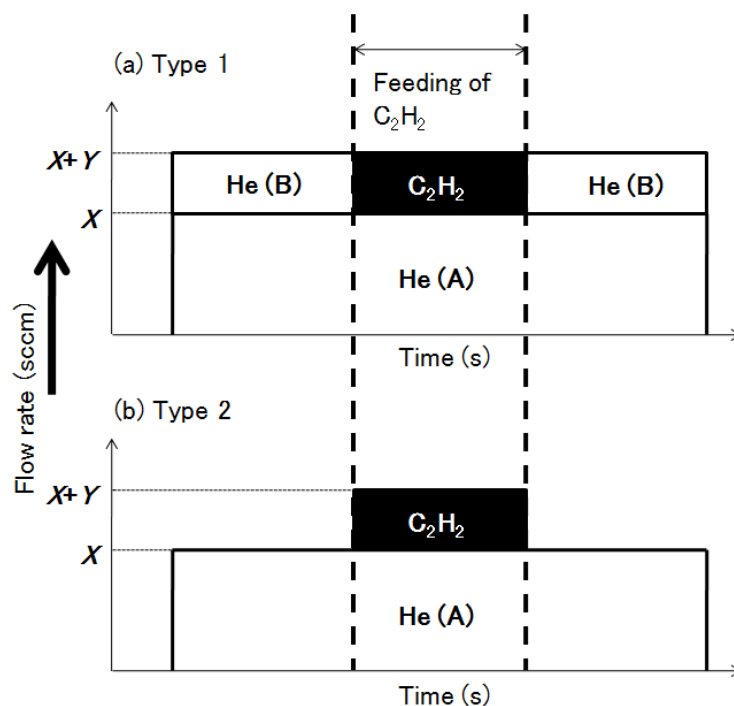 (a) Type 1
Feeding of
C₂H₂
X+Y
He (B)
C₂H₂
He (B)
X
He (A)
Time (s)
Flow rate (sccm)
(b) Type 2
X+Y
C₂H₂
X
He (A)
Time (s)